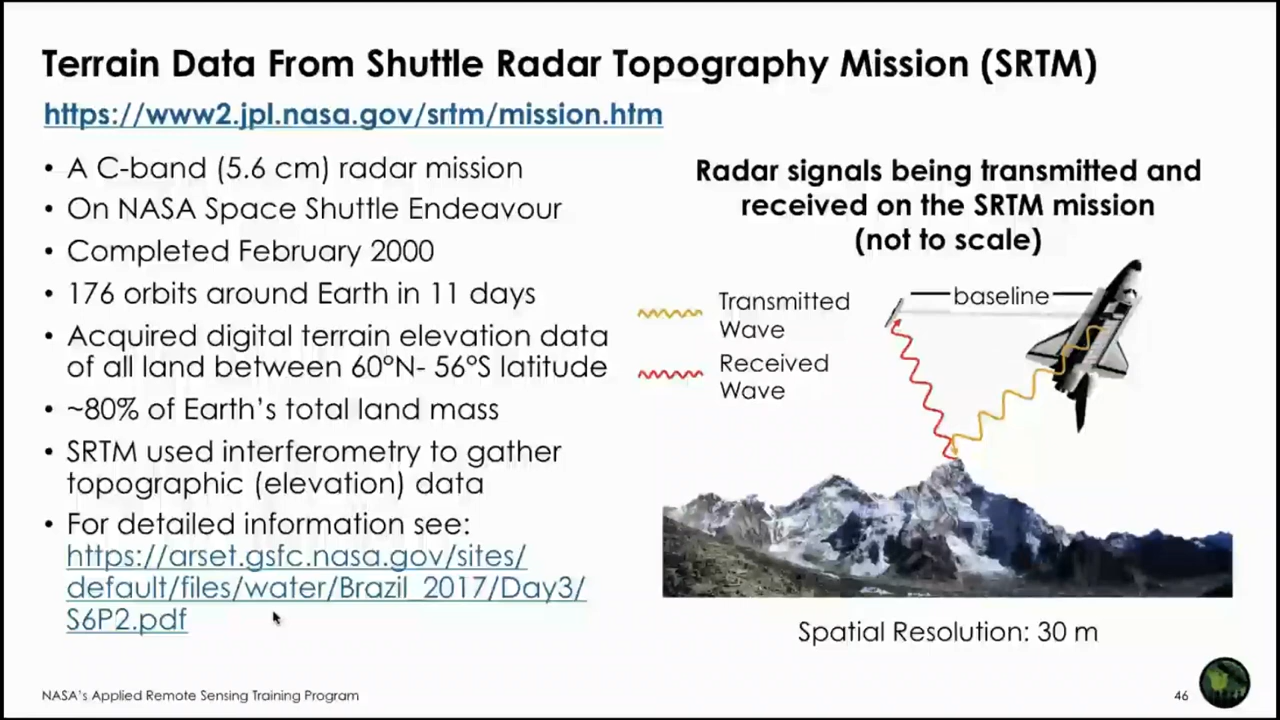 Terrain Data From Shuttle Radar Topography Mission (SRTM)
https://www2.jpl.nasa.gov/srtm/mission.htm
• A C-band (5.6 cm) radar mission
• On NASA Space Shuttle Endeavour
• Completed February 2000
• 176 orbits around Earth in 11 days
• Acquired digital terrain elevation data
of all land between 60°N- 56°S latitude
• ~80% of Earth's total land mass
• SRTM used interferometry to gather
topographic (elevation) data
• For detailed information see:
https://arset.gsfc.nasa.gov/sites/
default/files/water/Brazil_2017/Day3/
S6P2.pdf
Radar signals being transmitted and
received on the SRTM mission
(not to scale)
Transmitted
Wave
Received
Wave
baseline
Spatial Resolution: 30 m
NASA's Applied Remote Sensing Training Program
46